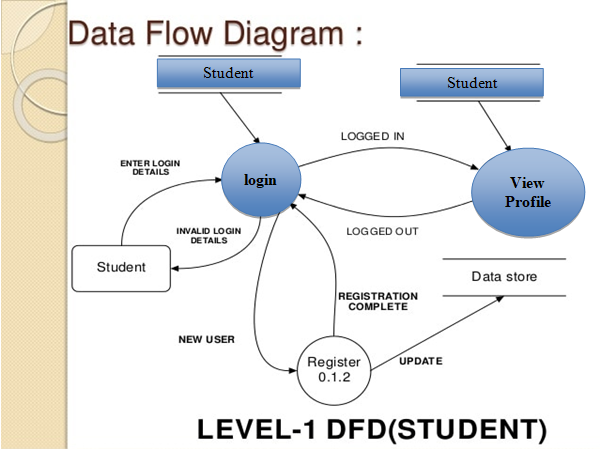 Data Flow Diagram :
Student
Student
LOGGED IN
ENTER LOGIN
DETAILS
login
View
Profile
INVALID LOGIN
DETAILS
LOGGED OUT
Student
Data store
REGISTRATION
COMPLETE
NEW USER
Register
0.1.2
UPDATE
LEVEL-1 DFD(STUDENT)